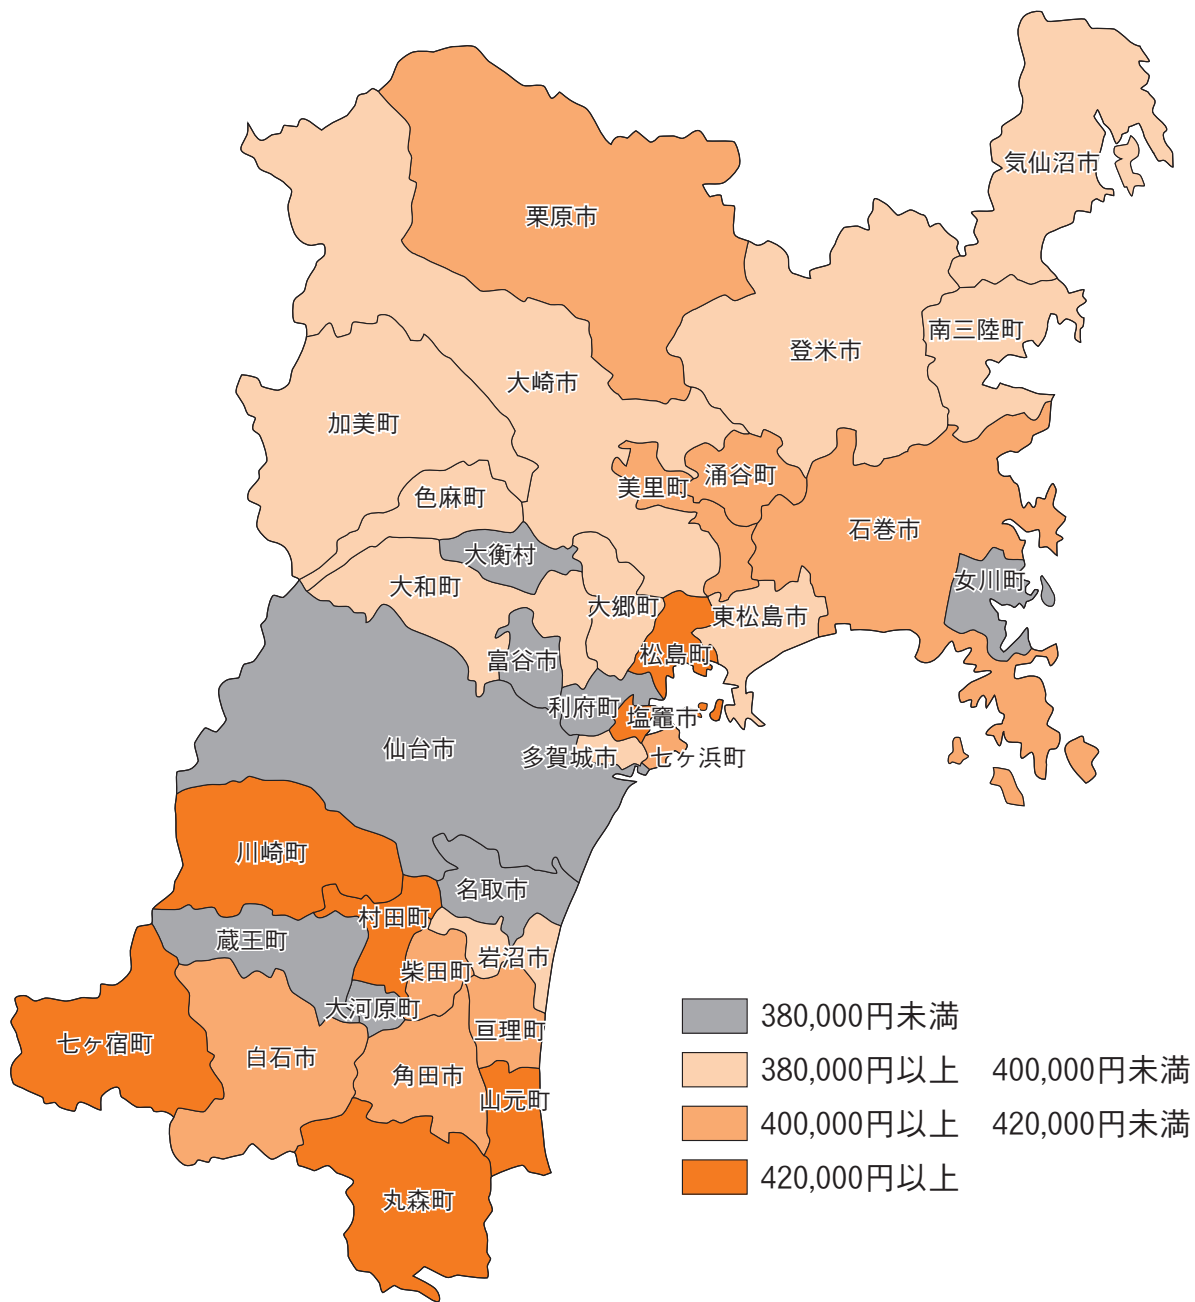 気仙沼市
栗原市
南三陸町
登米市
大崎市
加美町
涌谷町
美里町
色麻町
石巻市
大衡村
女川町
大和町
大郷町
東松島市
松島町
富谷市
利府町
塩竈市
仙台市
多賀城市
七ヶ浜町
川崎町
名取市
村田町
蔵王町
岩沼市
柴田町
大河原町
亘理町
七ヶ宿町
白石市
角田市
山元町
丸森町
380,000円未満
380,000円以上 400,000円未満
400,000円以上 420,000円未満
420,000円以上